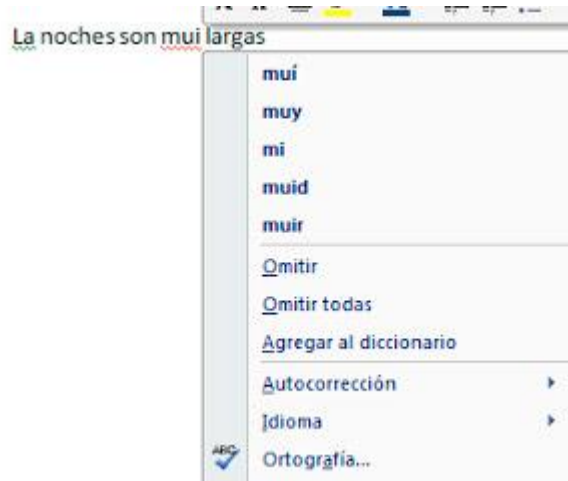 La noches son mui largas
muí
muy
mi
muid
muir
Omitir
Omitir todas
Agregar al diccionario
Autocorrección
Idioma
ABC
Ortografía...